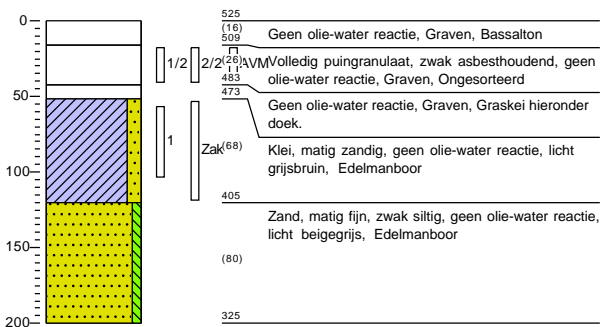 0
50
100
150
200
1/2
2/2
AVM
1
Zak
525
(16)
509
(26)
483
473
(68)
405
(80)
325
Geen olie-water reactie, Graven, Bassalton
Volledig puingranulaat, zwak asbesthoudend, geen
olie-water reactie, Graven, Ongesorteerd
Geen olie-water reactie, Graven, Graskei hieronder
doek.
Klei, matig zandig, geen olie-water reactie, licht
grijsbruin, Edelmanboor
Zand, matig fijn, zwak siltig, geen olie-water reactie,
licht beigegrijs, Edelmanboor